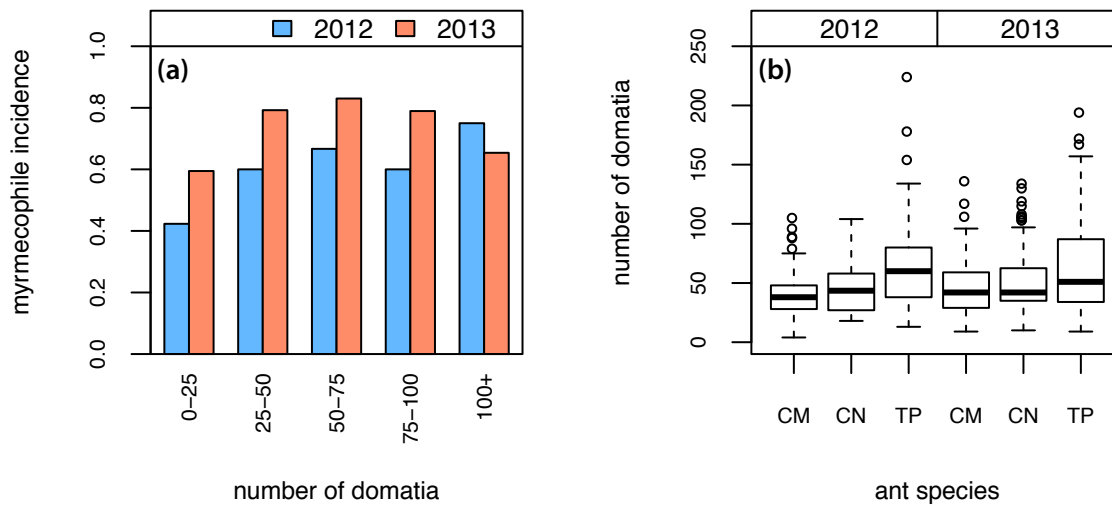 2012 2013
(a)
myrmecophile incidence
1.0
0.8
0.6
0.4
0.2
0.0
0−25
25−50
50−75
75−100
100+
number of domatia
2012 2013
(b)
number of domatia
250
200
150
100
50
0
CM CN TP CM CN TP
ant species